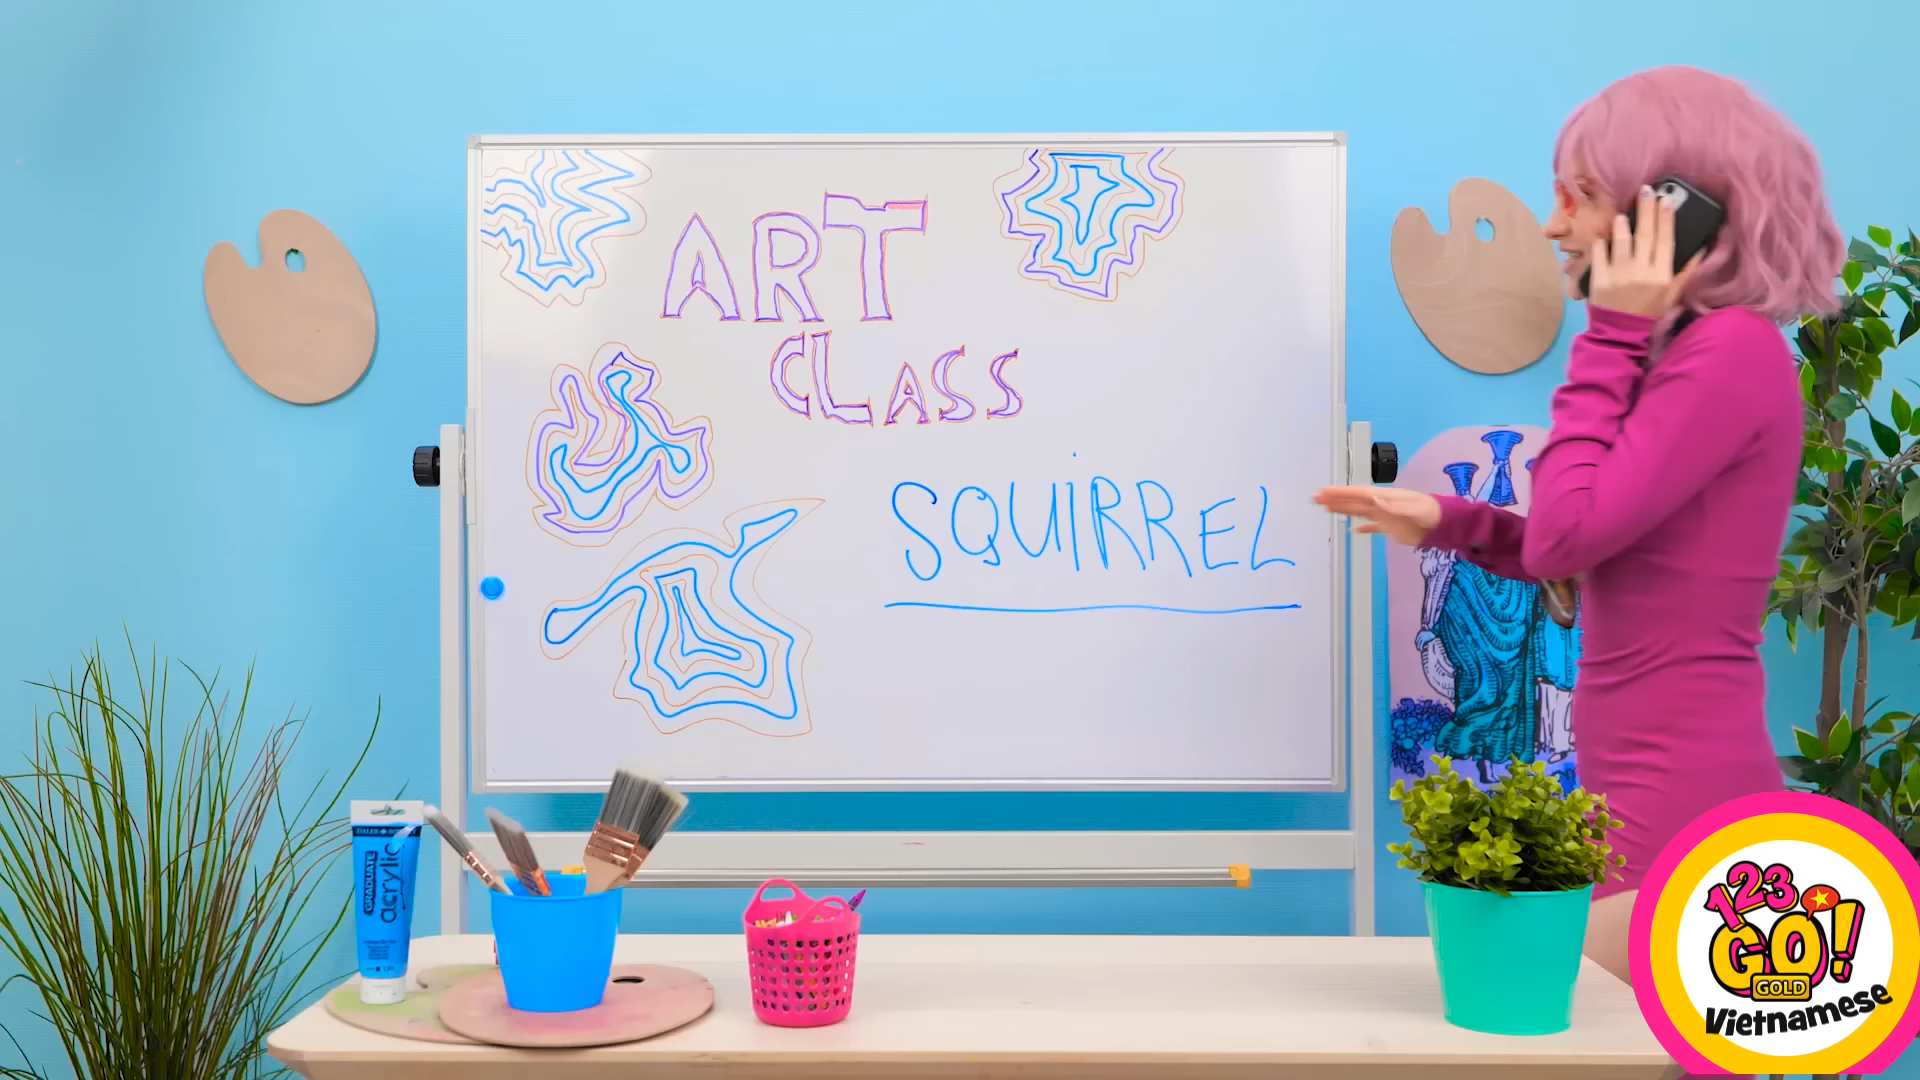 ART
CLASS
SQUIRREL
GRADUATE
acrylic
123
GO!
GOLD
Vietnamese